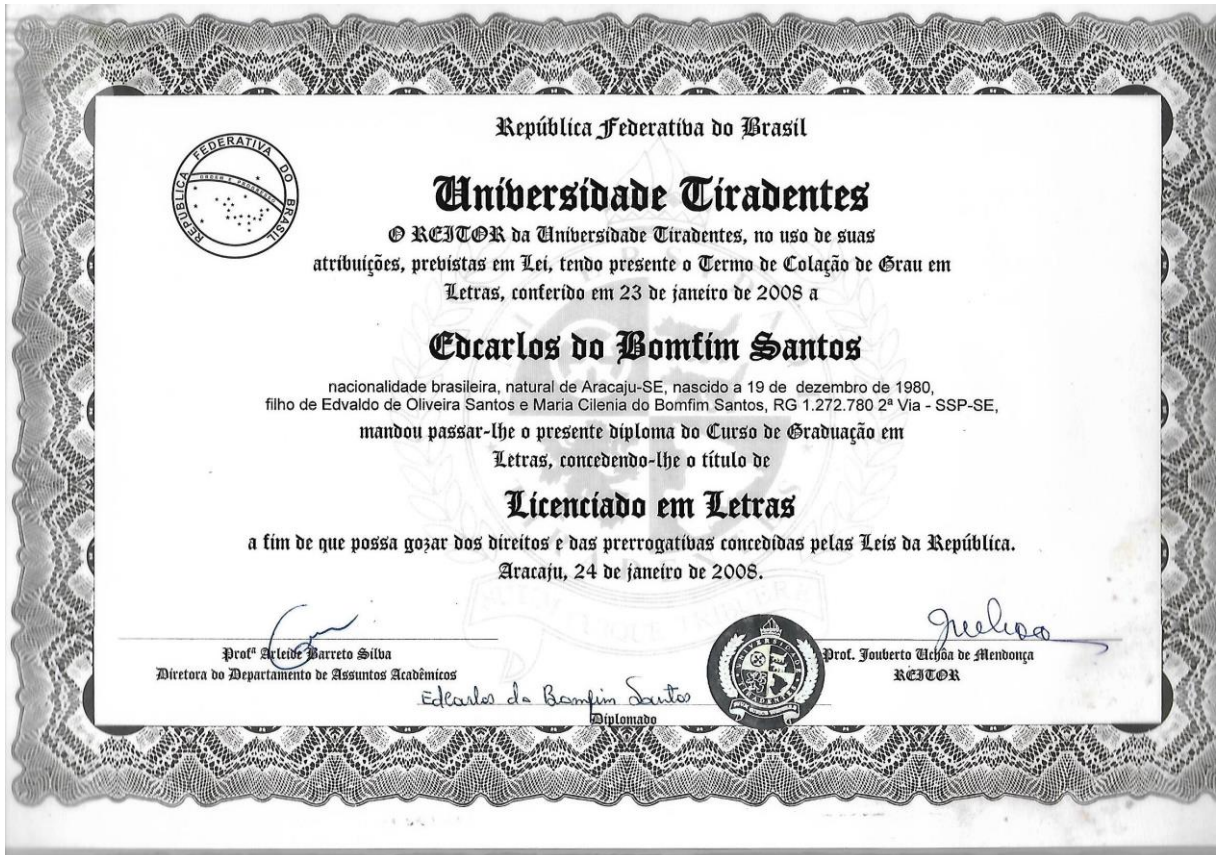 República Federativa do Brasil
REPÚBLICA FEDERATIVA DO BRASIL
ORDEM E PROGRESSO
Universidade Tiradentes
O REITOR da Universidade Tiradentes, no uso de suas
atribuições, previstas em Lei, tendo presente o Termo de Colação de Grau em
Letras, conferido em 23 de janeiro de 2008 a
Edcarlos do Bomfim Santos
nacionalidade brasileira, natural de Aracaju-SE, nascido a 19 de dezembro de 1980,
filho de Edvaldo de Oliveira Santos e Maria Cilenia do Bomfim Santos, RG 1.272.780 2ª Via - SSP-SE,
mandou passar-lhe o presente diploma do Curso de Graduação em
Letras, concedendo-lhe o título de
Licenciado em Letras
a fim de que possa gozar dos direitos e das prerrogativas concedidas pelas Leis da República.
Aracaju, 24 de janeiro de 2008.
Profª Arleide Barreto Silva
Diretora do Departamento de Assuntos Acadêmicos
Prof. Jouberto Uchôa de Mendonça
REITOR
Edcarlos do Bomfim Santos
Diplomado